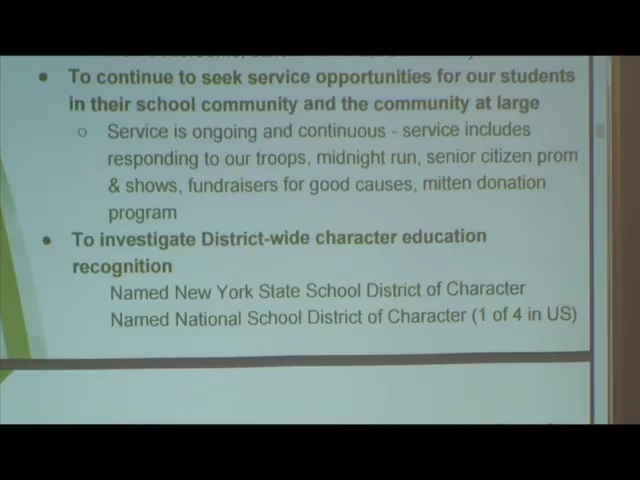 • To continue to seek service opportunities for our students
in their school community and the community at large
○ Service is ongoing and continuous - service includes
responding to our troops, midnight run, senior citizen prom
& shows, fundraisers for good causes, mitten donation
program
• To investigate District-wide character education
recognition
Named New York State School District of Character
Named National School District of Character (1 of 4 in US)